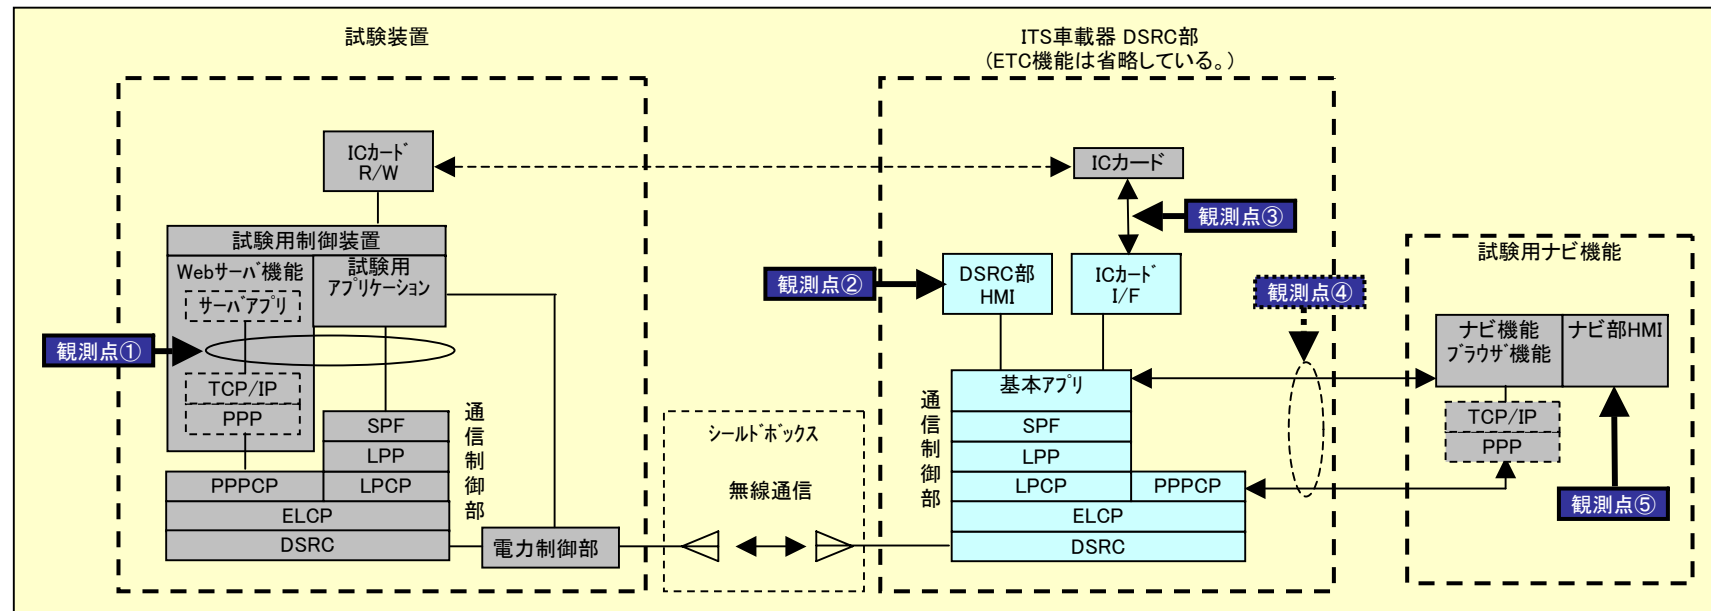 試験装置
ICカード
R/W
試験用制御装置
Webサーバ機能
サーバアプリ
試験用
アプリケーション
観測点①
TCP/IP
PPP
SPF
LPP
PPPCP
LPCP
ELCP
DSRC
通信制御部
電力制御部
シールドボックス
無線通信
ITS車載器 DSRC部
(ETC機能は省略している。)
ICカード
観測点③
観測点②
DSRC部
HMI
ICカード
I/F
観測点④
通信制御部
基本アプリ
SPF
LPP
LPCP
PPPCP
ELCP
DSRC
試験用ナビ機能
ナビ機能
ブラウザ機能
ナビ部HMI
TCP/IP
PPP
観測点⑤